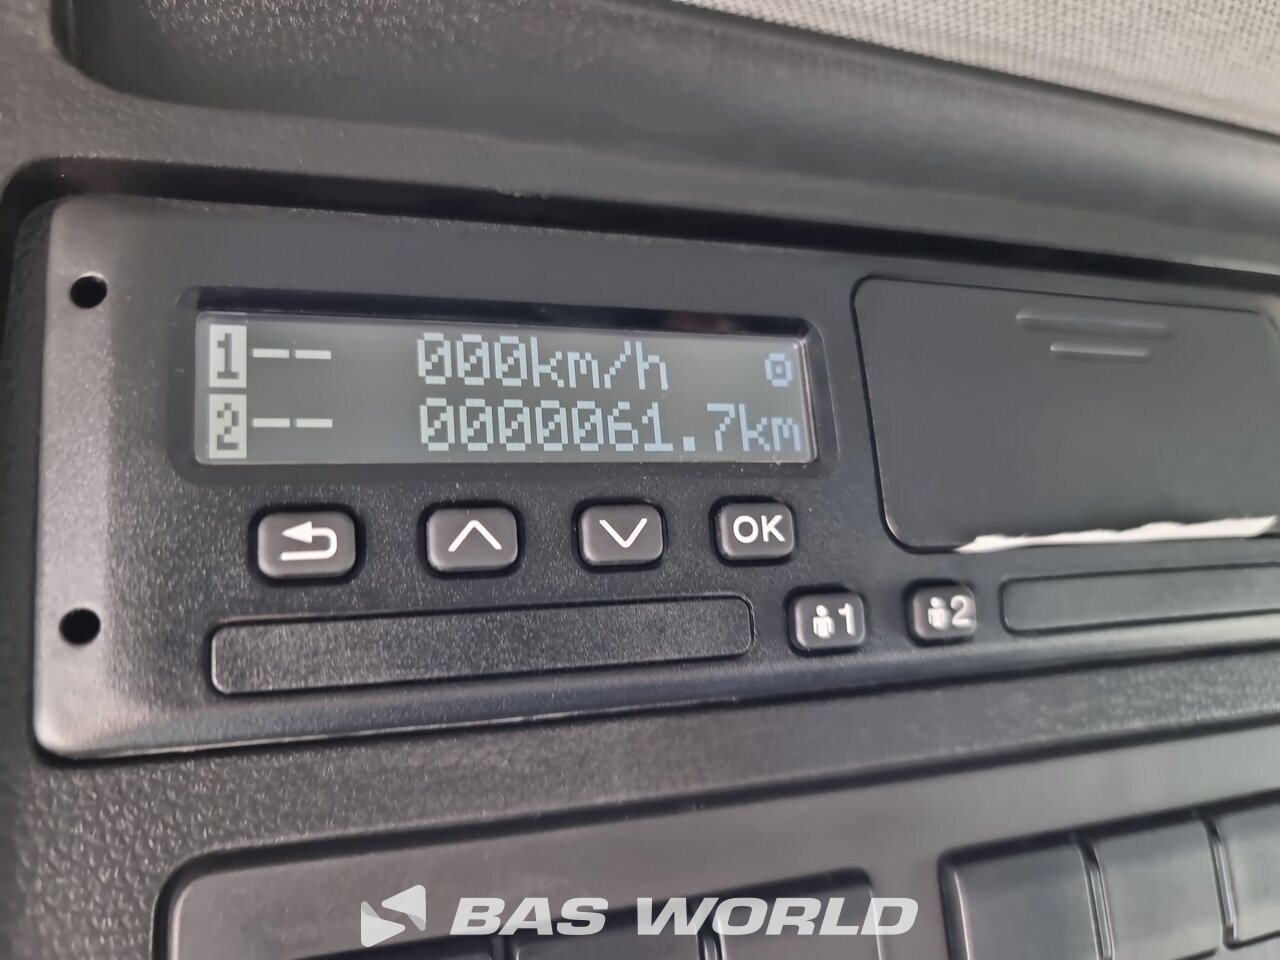 1 -- 000km/h
2 -- 0000061.7km
OK
1 2
BAS WORLD